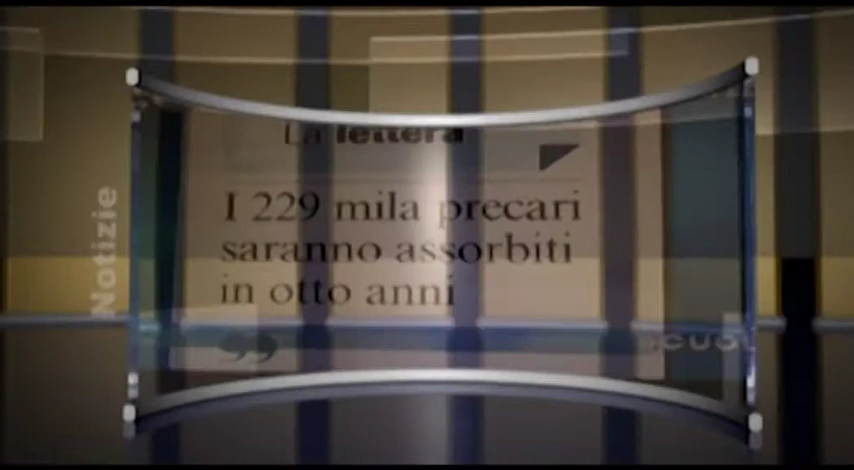 La lettera
I 229 mila precari
saranno assorbiti
in otto anni
”
Notizie